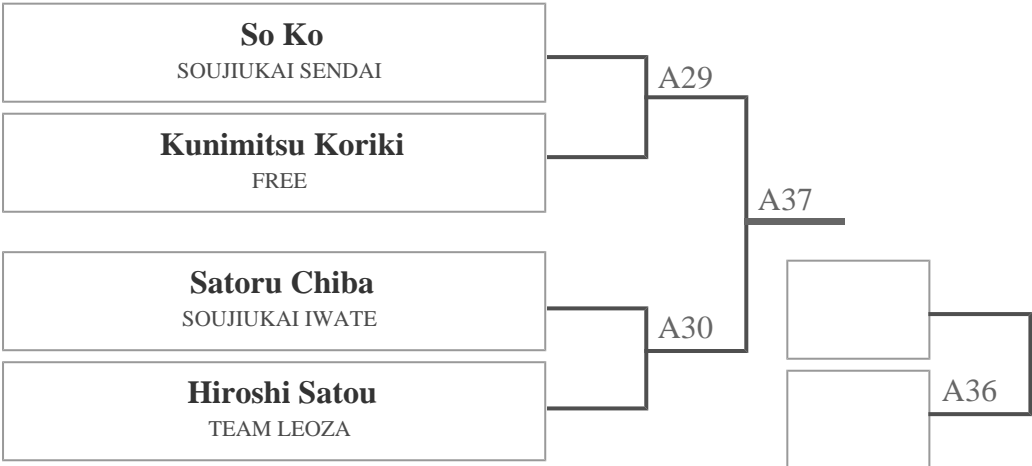 So Ko
SOUJIUKAI SENDAI
A29
Kunimitsu Koriki
FREE
A37
Satoru Chiba
SOUJIUKAI IWATE
A30
Hiroshi Satou
TEAM LEOZA
A36